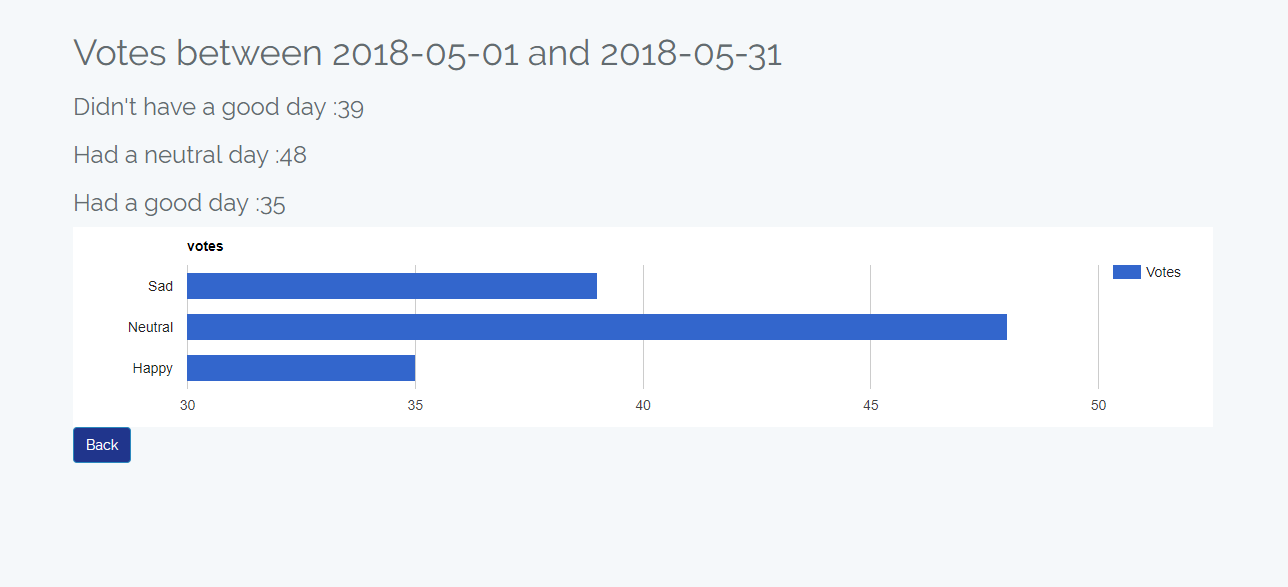 Votes between 2018-05-01 and 2018-05-31
Didn't have a good day :39
Had a neutral day :48
Had a good day :35
votes
Votes
Sad
Neutral
Happy
30 35 40 45 50
Back